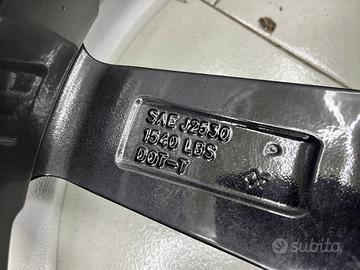 SAE J2530
1540 LBS
DOT-T
subito